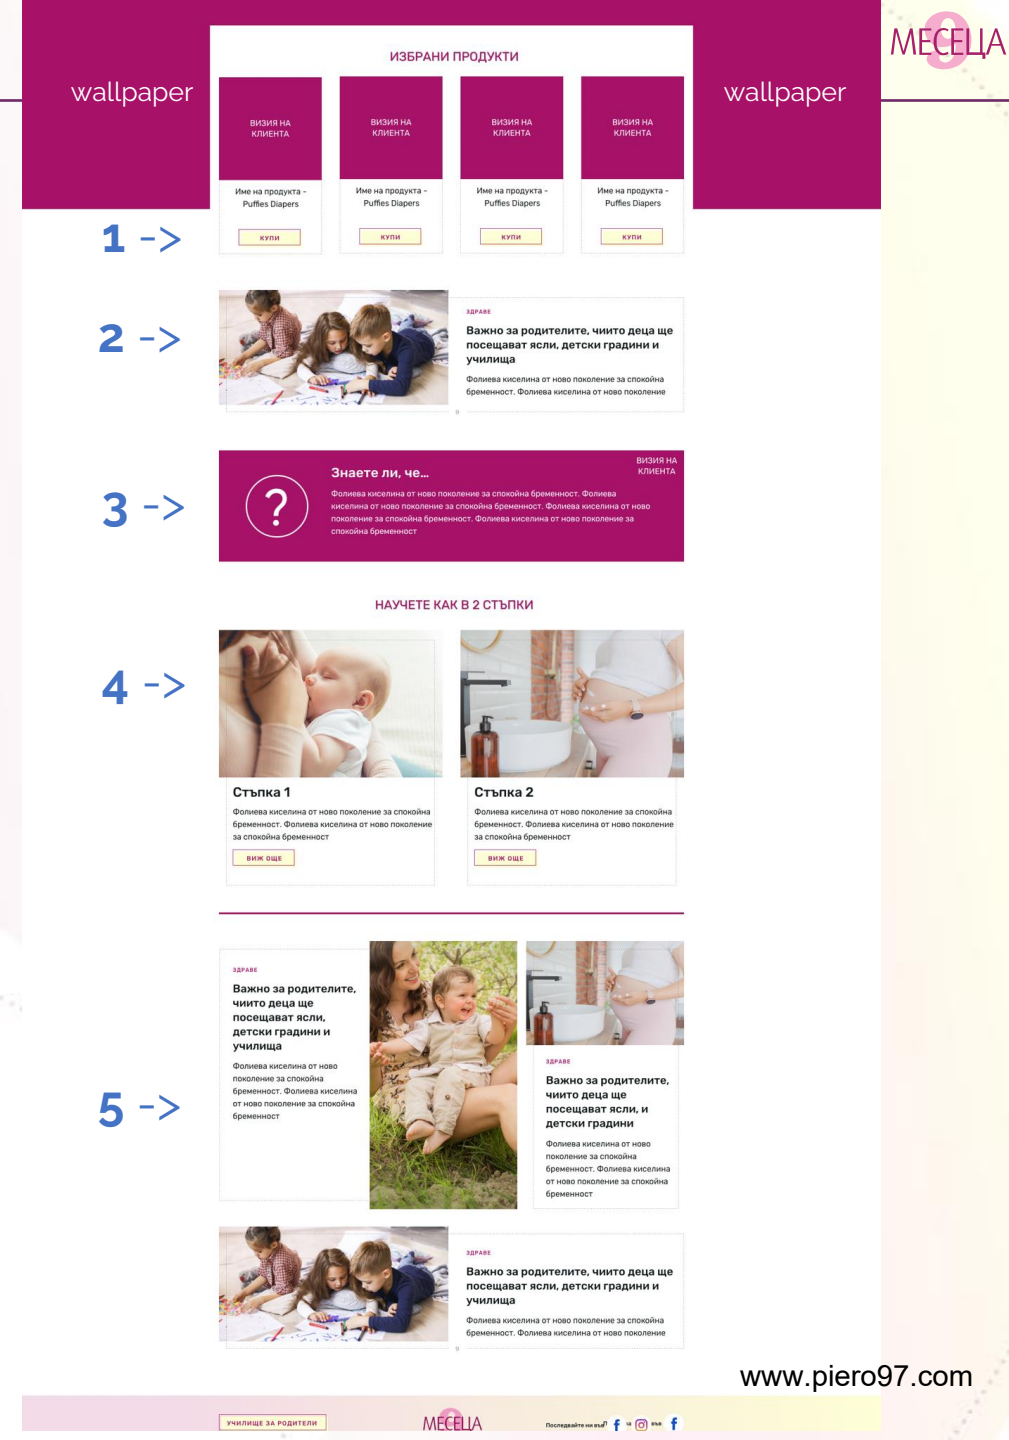 9
МЕСЕЦА
wallpaper
wallpaper
ИЗБРАНИ ПРОДУКТИ
ВИЗИЯ НА
КЛИЕНТА
Име на продукта -
Puffies Diapers
КУПИ
ВИЗИЯ НА
КЛИЕНТА
Име на продукта -
Puffies Diapers
КУПИ
ВИЗИЯ НА
КЛИЕНТА
Име на продукта -
Puffies Diapers
КУПИ
ВИЗИЯ НА
КЛИЕНТА
Име на продукта -
Puffies Diapers
КУПИ
1 ->
2 ->
ЗДРАВЕ
Важно за родителите, чиито деца ще
посещават ясли, детски градини и
училища
Фолиева киселина от ново поколение за спокойна
бременност. Фолиева киселина от ново поколение
9
3 ->
?
Знаете ли, че...
ВИЗИЯ НА
КЛИЕНТА
Фолиева киселина от ново поколение за спокойна бременност. Фолиева
киселина от ново поколение за спокойна бременност. Фолиева киселина от ново
поколение за спокойна бременност. Фолиева киселина от ново поколение за
спокойна бременност
НАУЧЕТЕ КАК В 2 СТЪПКИ
4 ->
Стъпка 1
Фолиева киселина от ново поколение за спокойна
бременност. Фолиева киселина от ново поколение
за спокойна бременност
ВИЖ ОЩЕ
Стъпка 2
Фолиева киселина от ново поколение за спокойна
бременност. Фолиева киселина от ново поколение
за спокойна бременност
ВИЖ ОЩЕ
5 ->
ЗДРАВЕ
Важно за родителите,
чиито деца ще
посещават ясли,
детски градини и
училища
Фолиева киселина от ново
поколение за спокойна
бременност. Фолиева киселина
от ново поколение за спокойна
бременност
ЗДРАВЕ
Важно за родителите,
чиито деца ще
посещават ясли, и
детски градини
Фолиева киселина от ново
поколение за спокойна
бременност. Фолиева киселина
от ново поколение за спокойна
бременност
ЗДРАВЕ
Важно за родителите, чиито деца ще
посещават ясли, детски градини и
училища
Фолиева киселина от ново поколение за спокойна
бременност. Фолиева киселина от ново поколение
9
www.piero97.com
УЧИЛИЩЕ ЗА РОДИТЕЛИ
9
МЕСЕЦА
Последвайте ни във